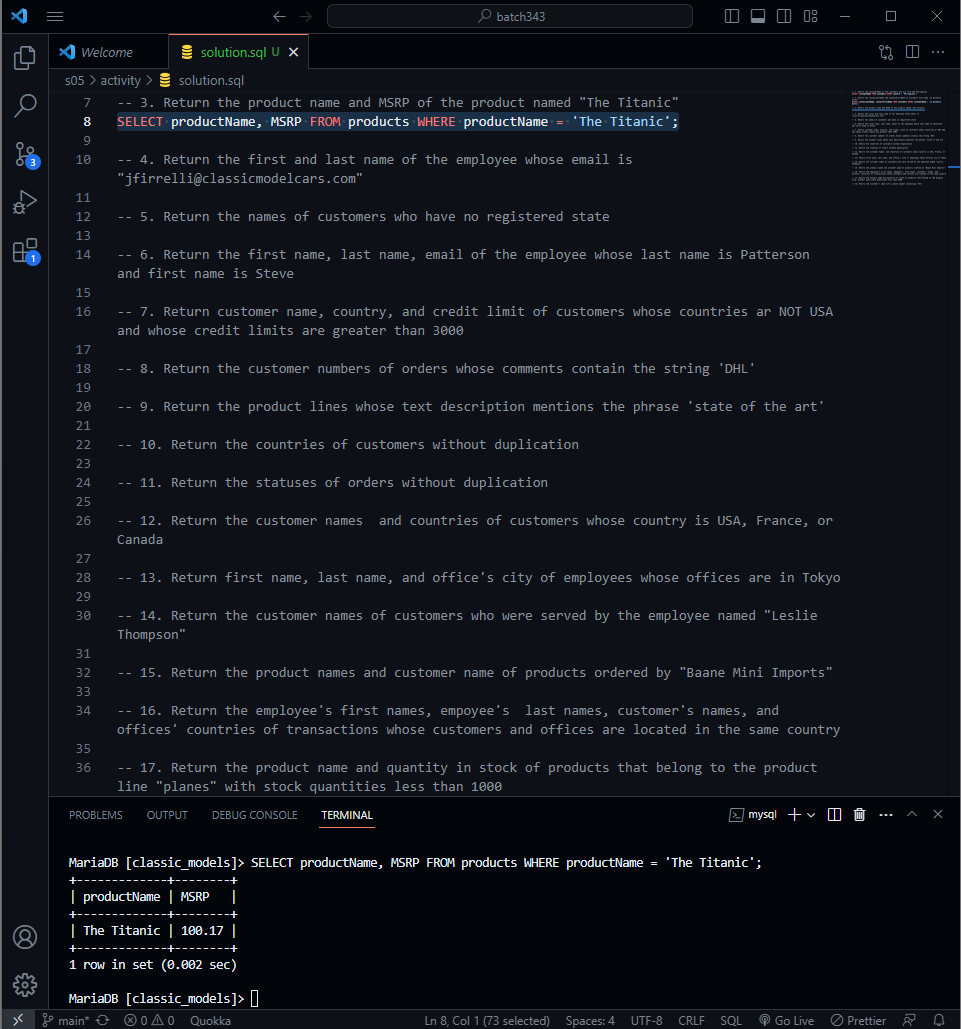 batch343
Welcome
solution.sql U
s05 > activity > solution.sql
7 -- 3. Return the product name and MSRP of the product named "The Titanic"
8 SELECT productName, MSRP FROM products WHERE productName = 'The Titanic';
9
10 -- 4. Return the first and last name of the employee whose email is
"jfirrelli@classicmodelcars.com"
11
12 -- 5. Return the names of customers who have no registered state
13
14 -- 6. Return the first name, last name, email of the employee whose last name is Patterson
and first name is Steve
15
16 -- 7. Return customer name, country, and credit limit of customers whose countries ar NOT USA
and whose credit limits are greater than 3000
17
18 -- 8. Return the customer numbers of orders whose comments contain the string 'DHL'
19
20 -- 9. Return the product lines whose text description mentions the phrase 'state of the art'
21
22 -- 10. Return the countries of customers without duplication
23
24 -- 11. Return the statuses of orders without duplication
25
26 -- 12. Return the customer names  and countries of customers whose country is USA, France, or
Canada
27
28 -- 13. Return first name, last name, and office's city of employees whose offices are in Tokyo
29
30 -- 14. Return the customer names of customers who were served by the employee named "Leslie
Thompson"
31
32 -- 15. Return the product names and customer name of products ordered by "Baane Mini Imports"
33
34 -- 16. Return the employee's first names, empoyee's  last names, customer's names, and
offices' countries of transactions whose customers and offices are located in the same country
35
36 -- 17. Return the product name and quantity in stock of products that belong to the product
line "planes" with stock quantities less than 1000
3
1
PROBLEMS OUTPUT DEBUG CONSOLE TERMINAL
mysql
MariaDB [classic_models]> SELECT productName, MSRP FROM products WHERE productName = 'The Titanic';
+-------------+--------+
| productName | MSRP   |
+-------------+--------+
| The Titanic | 100.17 |
+-------------+--------+
1 row in set (0.002 sec)
MariaDB [classic_models]>
main* 0 0 Quokka Ln 8, Col 1 (73 selected) Spaces: 4 UTF-8 CRLF SQL Go Live Prettier